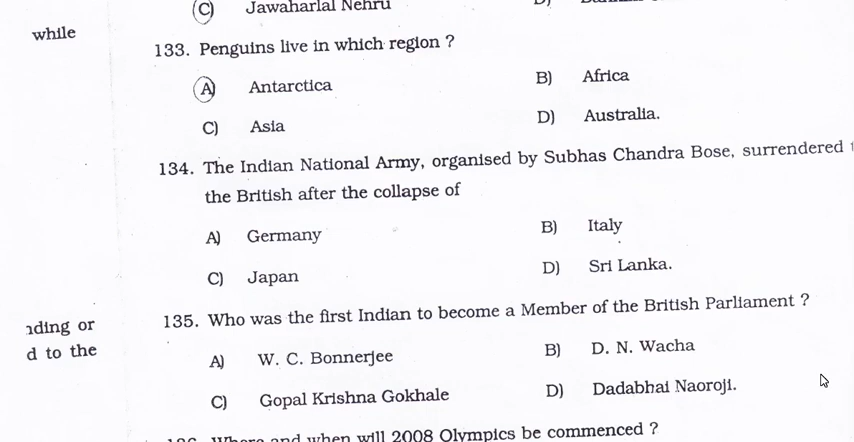 while
C) Jawaharlal Nehru
133. Penguins live in which region ?
A) Antarctica B) Africa
C) Asia D) Australia.
134. The Indian National Army, organised by Subhas Chandra Bose, surrendered
the British after the collapse of
A) Germany B) Italy
C) Japan D) Sri Lanka.
135. Who was the first Indian to become a Member of the British Parliament ?
nding or
d to the
A) W. C. Bonnerjee B) D. N. Wacha
C) Gopal Krishna Gokhale D) Dadabhai Naoroji.
Where and when will 2008 Olympics be commenced ?